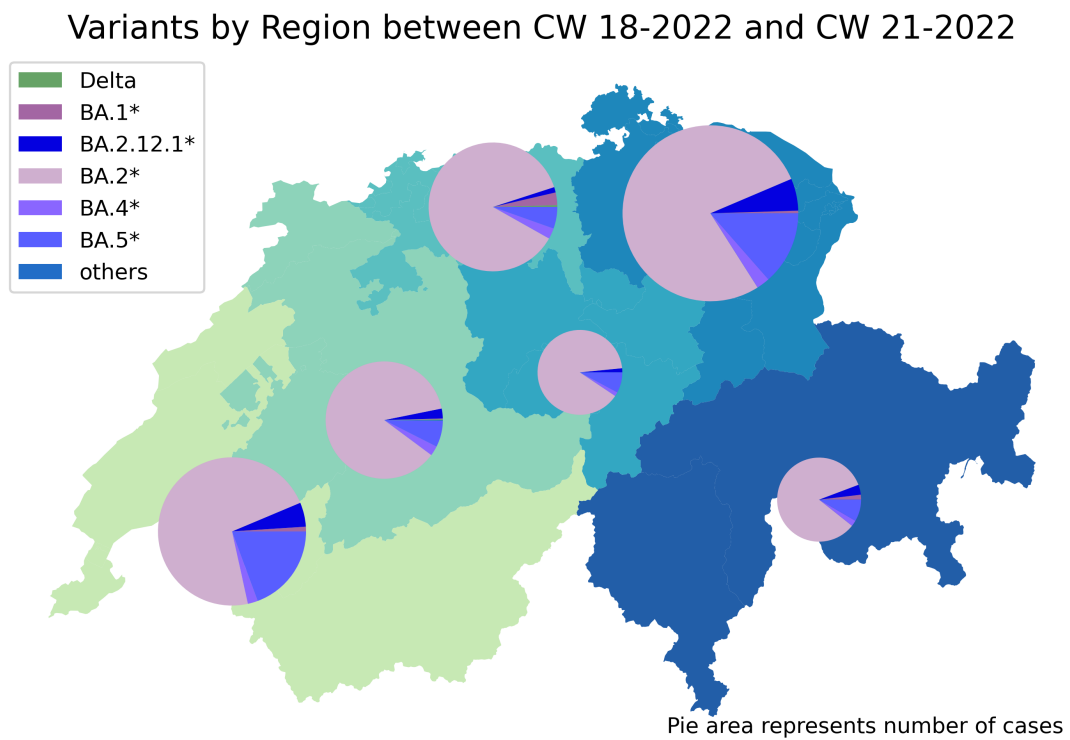 Variants by Region between CW 18-2022 and CW 21-2022
Delta
BA.1*
BA.2.12.1*
BA.2*
BA.4*
BA.5*
others
Pie area represents number of cases